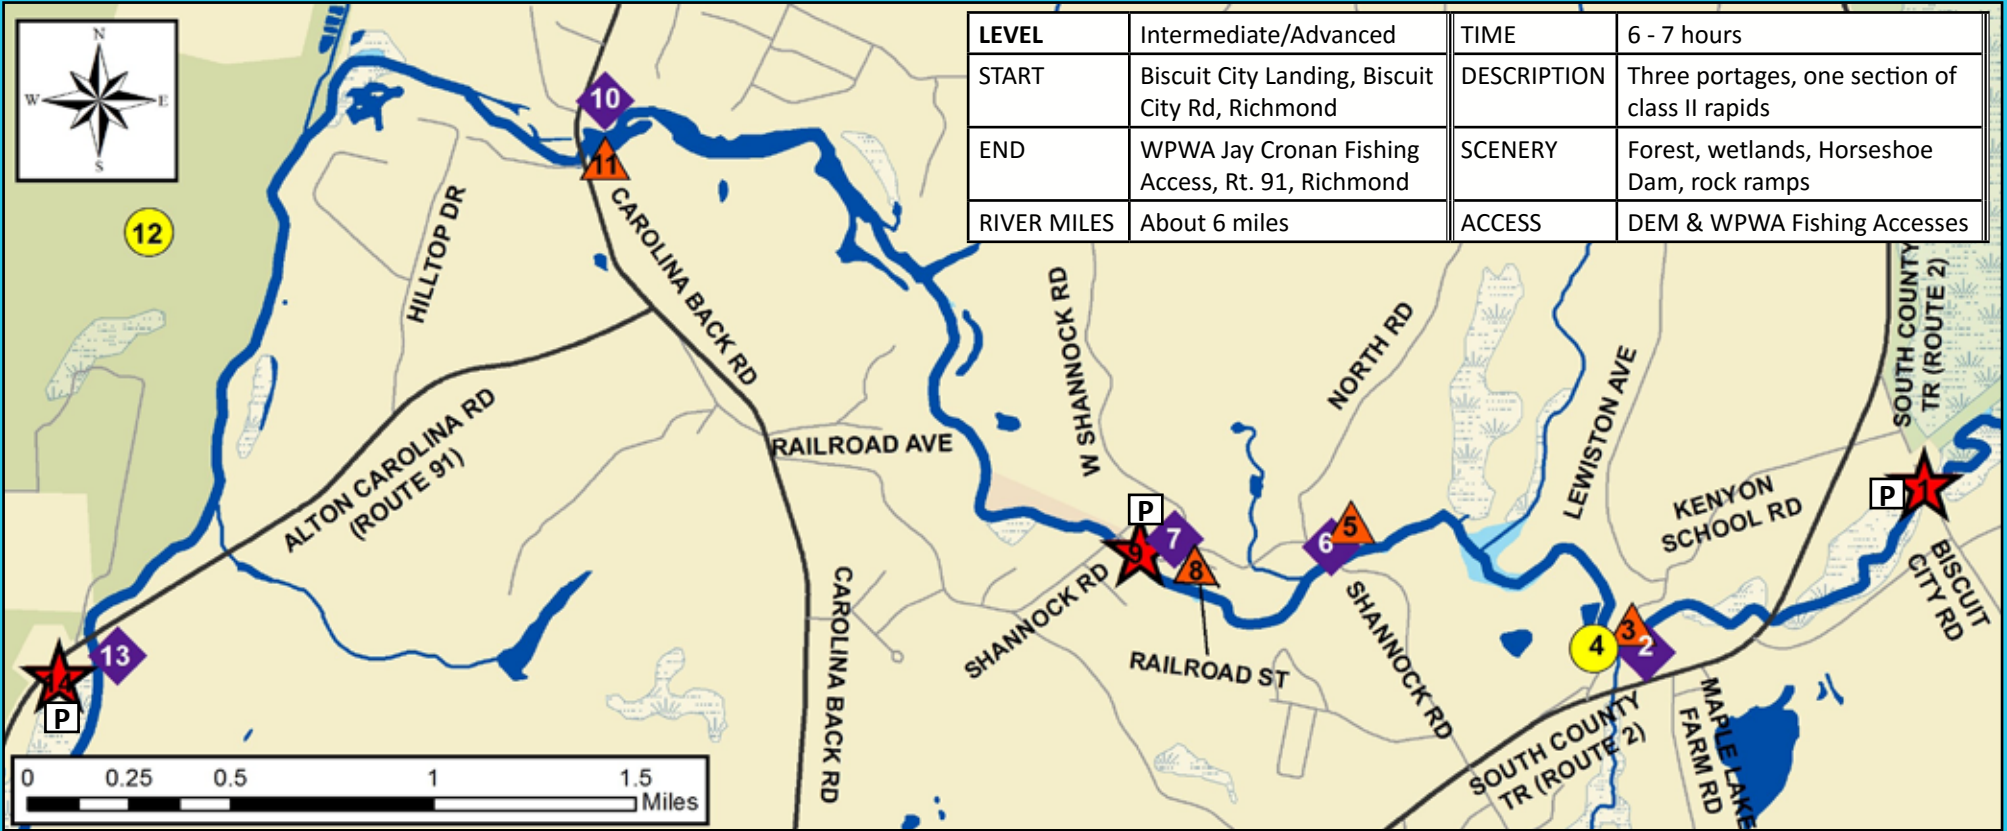 LEVEL Intermediate/Advanced TIME 6 - 7 hours
START Biscuit City Landing, Biscuit City Rd, Richmond DESCRIPTION Three portages, one section of class II rapids
END WPWA Jay Cronan Fishing Access, Rt. 91, Richmond SCENERY Forest, wetlands, Horseshoe Dam, rock ramps
RIVER MILES About 6 miles ACCESS DEM & WPWA Fishing Accesses
N
W E
S
10
11
12
HILLTOP DR
CAROLINA BACK RD
W SHANNOCK RD
NORTH RD
LEWISTON AVE
SOUTH COUNTY
TR (ROUTE 2)
ALTON CAROLINA RD
(ROUTE 91)
RAILROAD AVE
KENYON
SCHOOL RD
P
1
BISCUIT
CITY RD
P
9
7
8
6
5
SHANNOCK RD
RAILROAD ST
SHANNOCK RD
4
3
2
CAROLINA BACK RD
13
14
P
SOUTH COUNTY
TR (ROUTE 2)
MAPLE LAKE
FARM RD
0 0.25 0.5 1 1.5
Miles